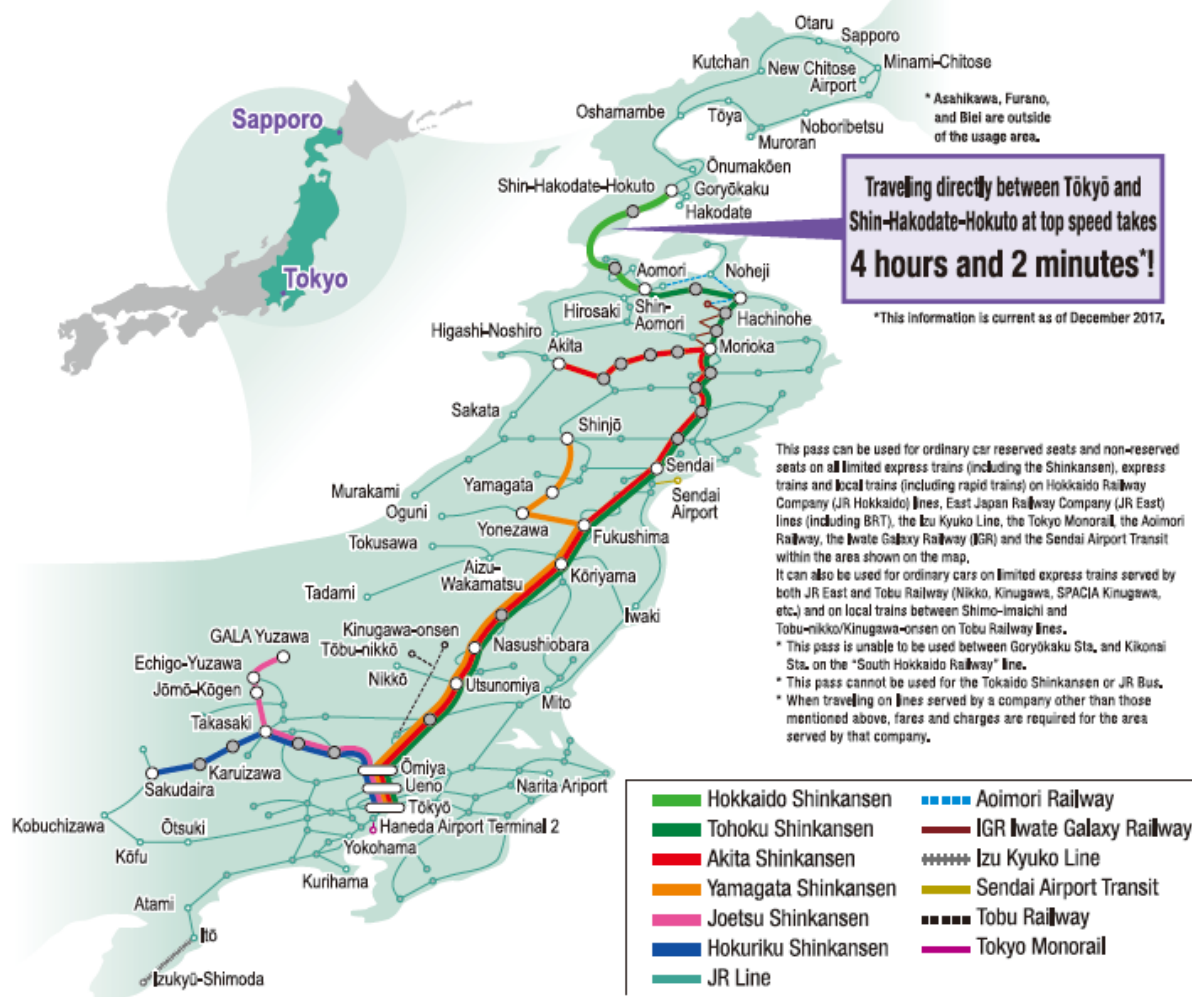 Otaru
Sapporo
Kutchan
New Chitose
Airport
Minami-Chitose
Sapporo
Oshamambe
Tōya
Noboribetsu
Muroran
* Asahikawa, Furano,
and Biei are outside
of the usage area.
Ōnumakōen
Shin-Hakodate-Hokuto
Goryōkaku
Hakodate
Traveling directly between Tōkyō and
Shin-Hakodate-Hokuto at top speed takes
4 hours and 2 minutes*!
*This information is current as of December 2017.
Tokyo
Aomori
Noheji
Hirosaki
Shin-
Aomori
Hachinohe
Higashi-Noshiro
Akita
Morioka
Sakata
Shinjō
Sendai
Sendai
Airport
Murakami
Yamagata
Oguni
Yonezawa
Fukushima
Tokusawa
Aizu-
Wakamatsu
Kōriyama
Tadami
Iwaki
Kinugawa-onsen
Tōbu-nikkō
Nasushiobara
GALA Yuzawa
Echigo-Yuzawa
Jōmō-Kōgen
Nikkō
Utsunomiya
Mito
Takasaki
Karuizawa
Sakudaira
Ōmiya
Ueno
Narita Ariport
Tōkyō
Haneda Airport Terminal 2
Kobuchizawa
Ōtsuki
Kōfu
Yokohama
Kurihama
Atami
Itō
Izukyū-Shimoda
This pass can be used for ordinary car reserved seats and non-reserved
seats on all limited express trains (including the Shinkansen), express
trains and local trains (including rapid trains) on Hokkaido Railway
Company (JR Hokkaido) lines, East Japan Railway Company (JR East)
lines (including BRT), the Izu Kyuko Line, the Tokyo Monorail, the Aoimori
Railway, the Iwate Galaxy Railway (IGR) and the Sendai Airport Transit
within the area shown on the map.
It can also be used for ordinary cars on limited express trains served by
both JR East and Tobu Railway (Nikko, Kinugawa, SPACIA Kinugawa,
etc.) and on local trains between Shimo-imaichi and
Tobu-nikko/Kinugawa-onsen on Tobu Railway lines.
* This pass is unable to be used between Goryōkaku Sta. and Kikonai
Sta. on the "South Hokkaido Railway" line.
* This pass cannot be used for the Tokaido Shinkansen or JR Bus.
* When traveling on lines served by a company other than those
mentioned above, fares and charges are required for the area
served by that company.
Hokkaido Shinkansen
Tohoku Shinkansen
Akita Shinkansen
Yamagata Shinkansen
Joetsu Shinkansen
Hokuriku Shinkansen
JR Line
Aoimori Railway
IGR Iwate Galaxy Railway
Izu Kyuko Line
Sendai Airport Transit
Tobu Railway
Tokyo Monorail